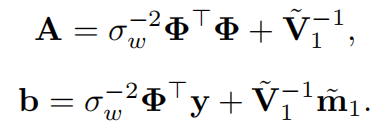 𝐀 = σ_w^{-2} 𝚽^⊤ 𝚽 + Ṽ_1^{-1},
𝐛 = σ_w^{-2} 𝚽^⊤ 𝐲 + Ṽ_1^{-1} m̃_1.